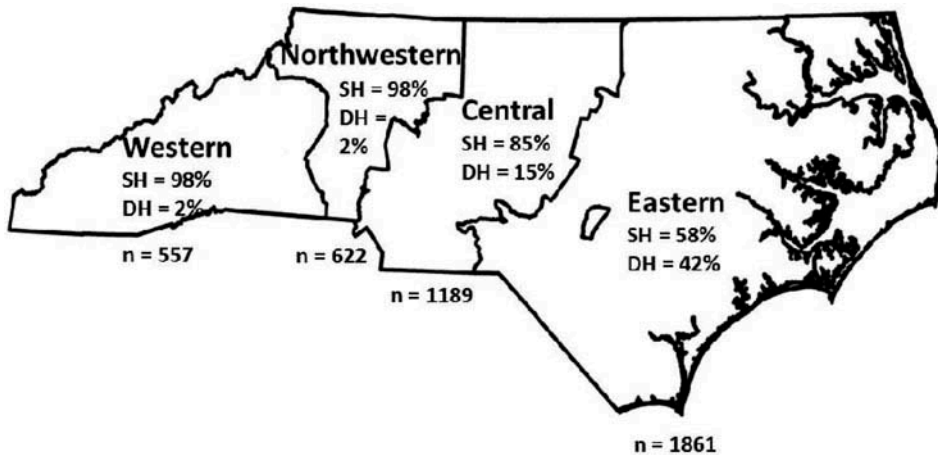 Northwestern
SH = 98%
DH =
2%
Central
SH = 85%
DH = 15%
Western
SH = 98%
DH = 2%
Eastern
SH = 58%
DH = 42%
n = 557
n = 622
n = 1189
n = 1861